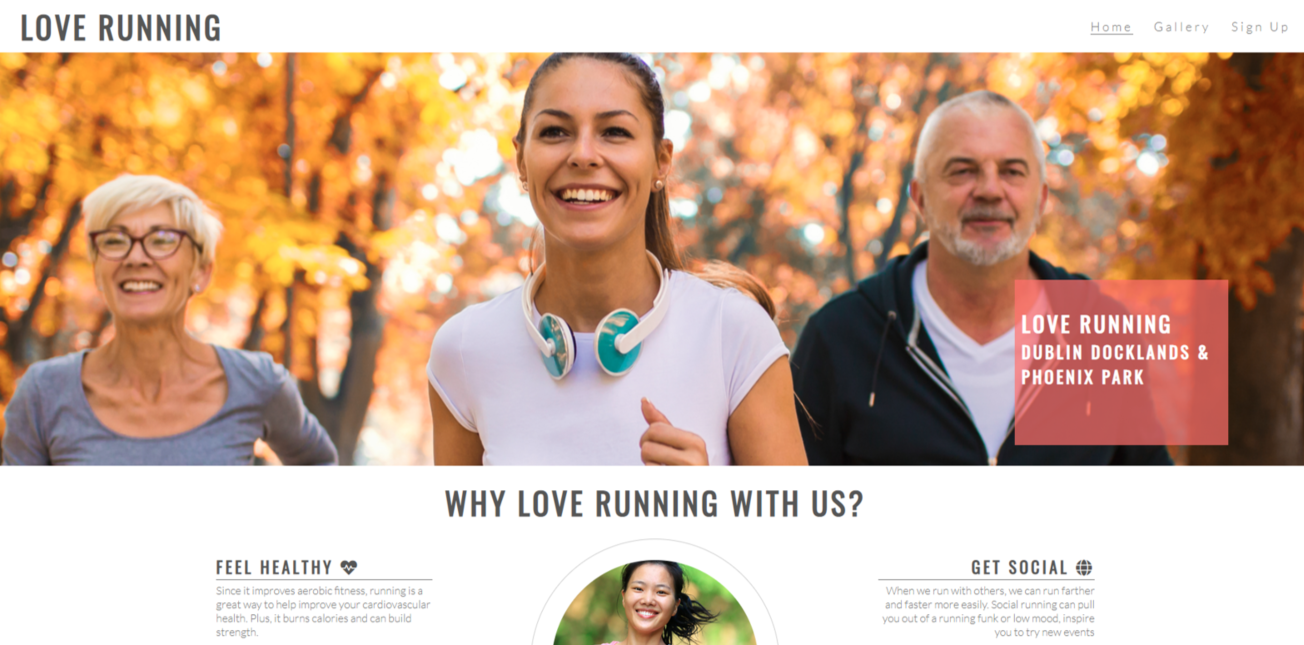 LOVE RUNNING
Home Gallery Sign Up
LOVE RUNNING
DUBLIN DOCKLANDS &
PHOENIX PARK
WHY LOVE RUNNING WITH US?
FEEL HEALTHY
Since it improves aerobic fitness, running is a
great way to help improve your cardiovascular
health. Plus, it burns calories and can build
strength.
GET SOCIAL
When we run with others, we can run farther
and faster more easily. Social running can pull
you out of a running funk or low mood, inspire
you to try new events